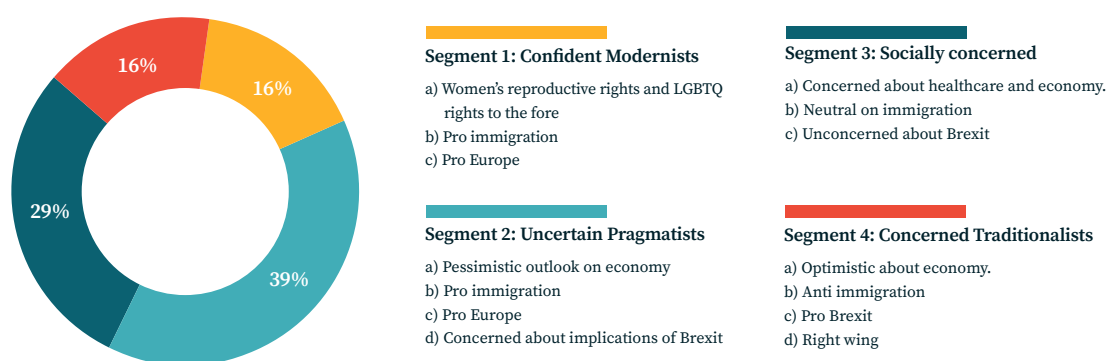 16%
16%
29%
39%
Segment 1: Confident Modernists
a) Women’s reproductive rights and LGBTQ
rights to the fore
b) Pro immigration
c) Pro Europe
Segment 2: Uncertain Pragmatists
a) Pessimistic outlook on economy
b) Pro immigration
c) Pro Europe
d) Concerned about implications of Brexit
Segment 3: Socially concerned
a) Concerned about healthcare and economy.
b) Neutral on immigration
c) Unconcerned about Brexit
Segment 4: Concerned Traditionalists
a) Optimistic about economy.
b) Anti immigration
c) Pro Brexit
d) Right wing